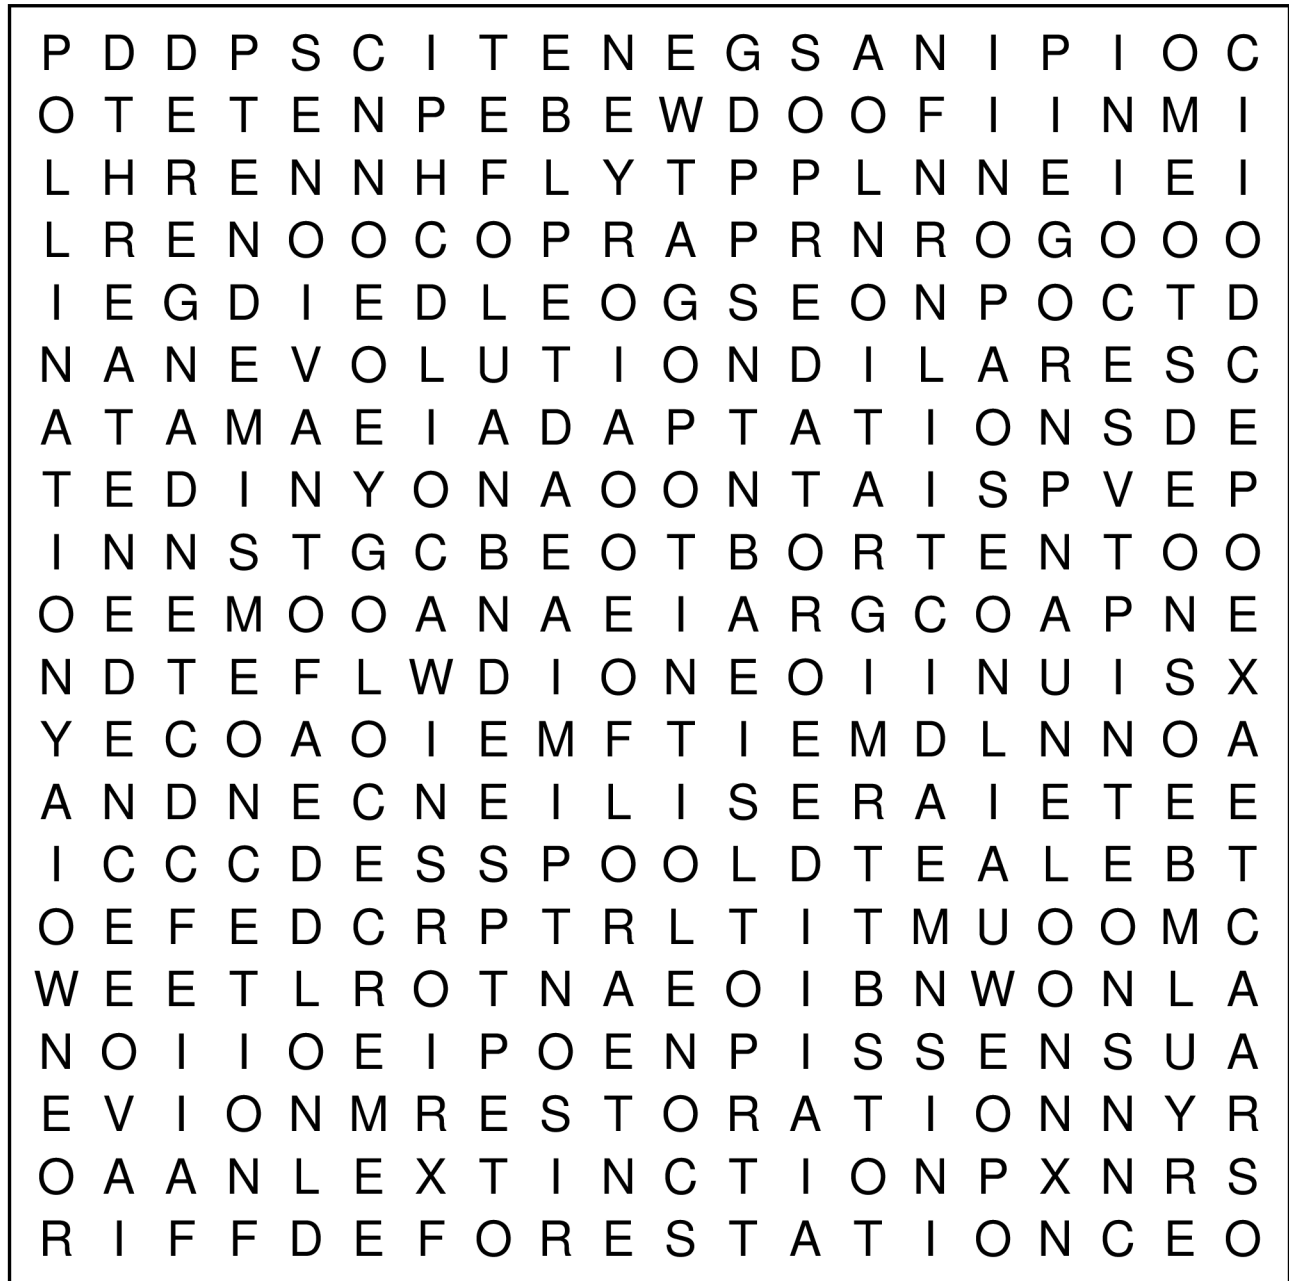 P D D P S C I T E N E G S A N I P I O C
O T E T E N P E B E W D O O F I I N M I
L H R E N N H F L Y T P P L N N E I E I
L R E N O O C O P R A P R N R O G O O O
I E G D I E D L E O G S E O N P O C T D
N A N E V O L U T I O N D I L A R E S C
A T A M A E I A D A P T A T I O N S D E
T E D I N Y O N A O O N T A I S P V E P
I N N S T G C B E O T B O R T E N T O O
O E E M O O A N A E I A R G C O A P N E
N D T E F L W D I O N E O I I N U I S X
Y E C O A O I E M F T I E M D L N N O A
A N D N E C N E I L I S E R A I E T E E
I C C C D E S S P O O L D T E A L E B T
O E F E D C R P T R L T I T M U O O M C
W E E T L R O T N A E O I B N W O N L A
N O I I O E I P O E N P I S S E N S U A
E V I O N M R E S T O R A T I O N N Y R
O A A N L E X T I N C T I O N P X N R S
R I F F D E F O R E S T A T I O N C E O